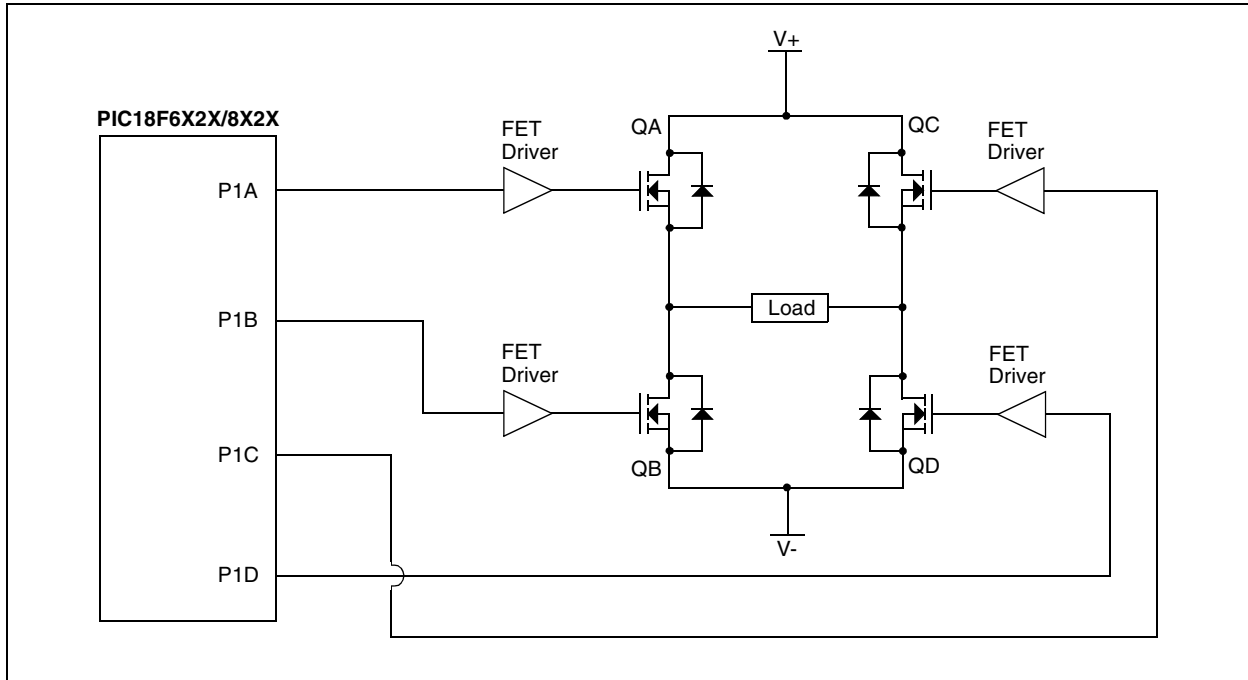 V+
PIC18F6X2X/8X2X
FET
Driver
QA
QC
FET
Driver
P1A
P1B
Load
FET
Driver
FET
Driver
P1C
QB
QD
V-
P1D